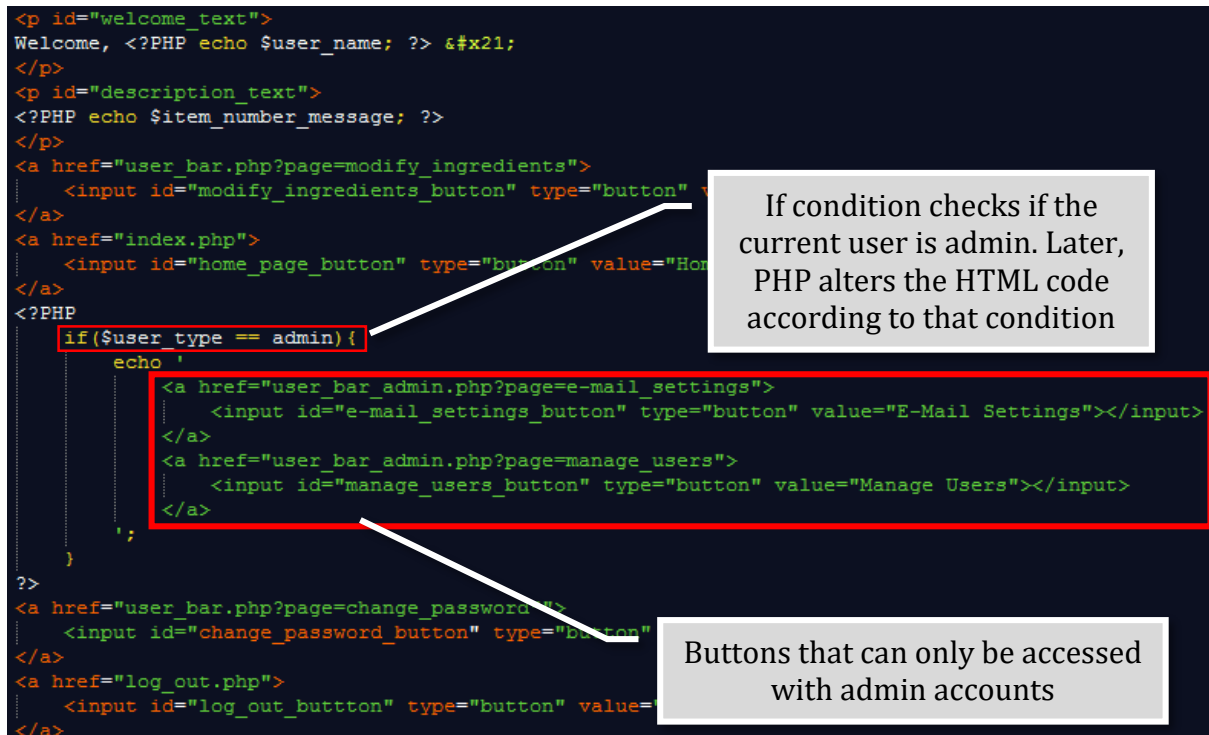 <p id="welcome_text">
Welcome, <?PHP echo $user_name; ?> &#x21;
</p>
<p id="description_text">
<?PHP echo $item_number_message; ?>
</p>
<a href="user_bar.php?page=modify_ingredients">
<input id="modify_ingredients_button" type="button"
</a>
<a href="index.php">
<input id="home_page_button" type="button" value="Hom
</a>
<?PHP
if($user_type == admin){
echo '
<a href="user_bar_admin.php?page=e-mail_settings">
<input id="e-mail_settings_button" type="button" value="E-Mail Settings"></input>
</a>
<a href="user_bar_admin.php?page=manage_users">
<input id="manage_users_button" type="button" value="Manage Users"></input>
</a>
';
}
?>
<a href="user_bar.php?page=change_password">
<input id="change_password_button" type="button"
</a>
<a href="log_out.php">
<input id="log_out_buttton" type="button" value="
</a>
If condition checks if the
current user is admin. Later,
PHP alters the HTML code
according to that condition
Buttons that can only be accessed
with admin accounts